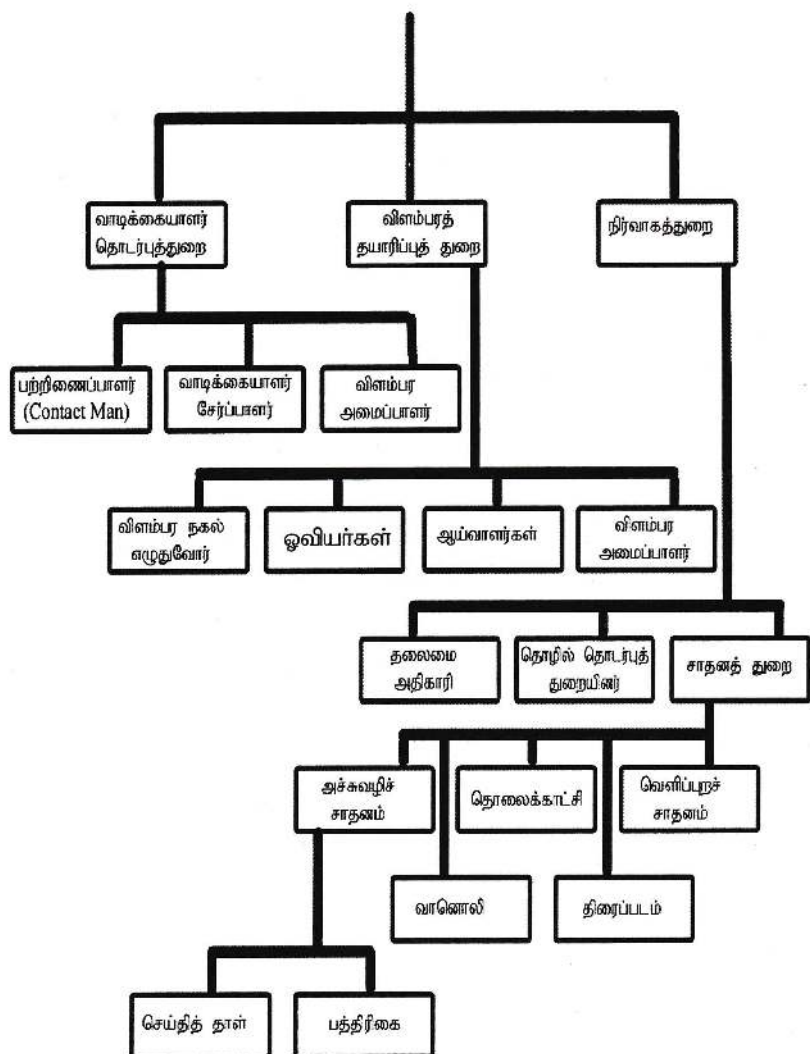 வாடிக்கையாளர்
தொடர்புத்துறை
விளம்பரத்
தயாரிப்புத் துறை
நிர்வாகத்துறை
பற்றிணைப்பாளர்
(Contact Man)
வாடிக்கையாளர்
சேர்ப்பாளர்
விளம்பர
அமைப்பாளர்
விளம்பர நகல்
எழுதுவோர்
ஓவியர்கள்
ஆய்வாளர்கள்
விளம்பர
அமைப்பாளர்
தலைமை
அதிகாரி
தொழில் தொடர்புத்
துறையினர்
சாதனத் துறை
அச்சுவழிச்
சாதனம்
தொலைக்காட்சி
வெளிப்புறச்
சாதனம்
வானொலி
திரைப்படம்
செய்தித் தாள்
பத்திரிகை